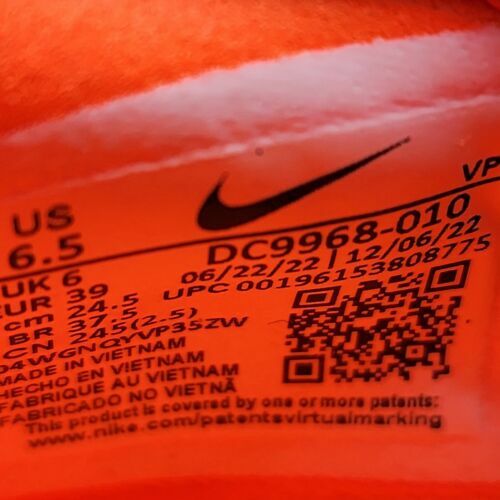 VP
US
6.5
UK 6
EUR 39
cm 24.5
BR 37.5
CN 245(2.5)
DC9968-010
06/22/22 | 12/06/22
UPC 00196153808775
D4WGNQYVP35ZW
MADE IN VIETNAM
HECHO EN VIETNAM
FABRIQUE AU VIETNAM
FABRICADO NO VIETNÃ
This product is covered by one or more patents:
www.nike.com/patentsvirtualmarking